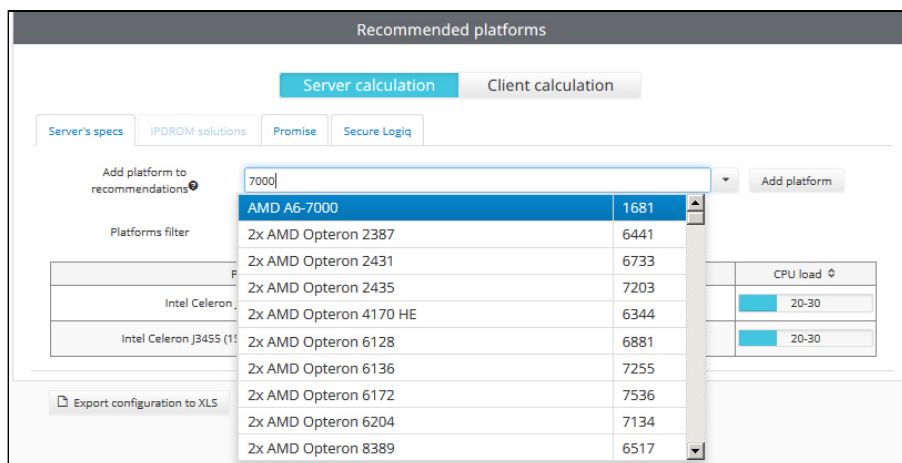 Recommended platforms
Server calculation Client calculation
Server's specs IPDROM solutions Promise Secure Logiq
Add platform to
recommendations 7000 Add platform
AMD A6-7000 1681
Platforms filter 2x AMD Opteron 2387 6441
2x AMD Opteron 2431 6733
2x AMD Opteron 2435 7203
CPU load
Intel Celeron 2x AMD Opteron 4170 HE 6344 20-30
2x AMD Opteron 6128 6881
Intel Celeron J3455 (15 2x AMD Opteron 6136 7255 20-30
2x AMD Opteron 6172 7536
Export configuration to XLS
2x AMD Opteron 6204 7134
2x AMD Opteron 8389 6517